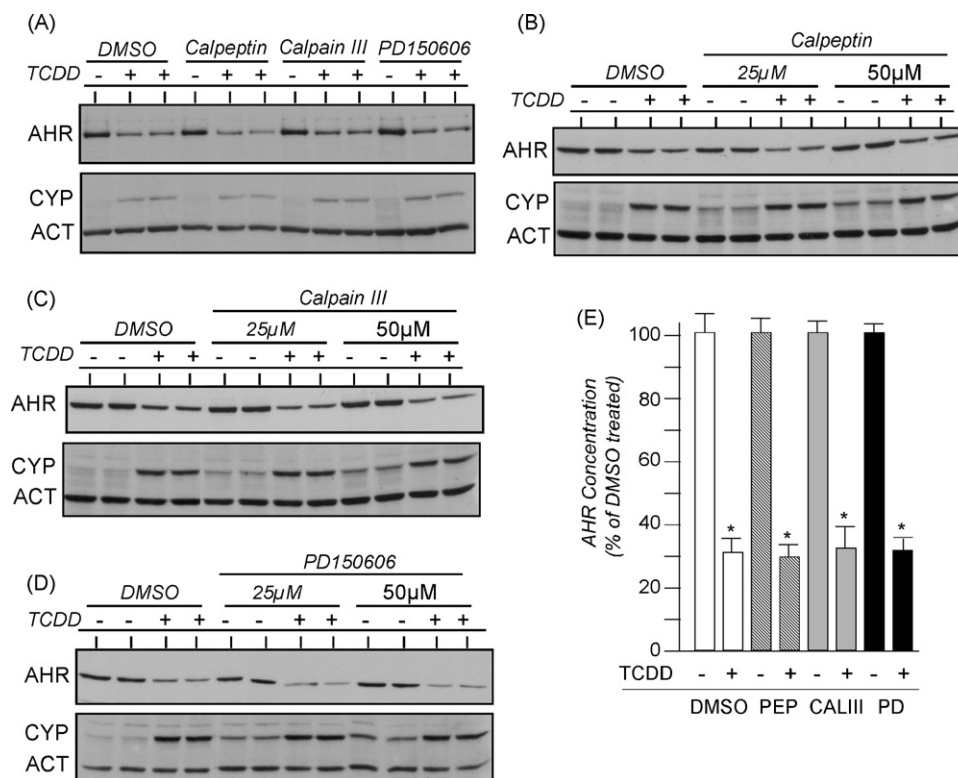 (A)
DMSO Calpeptin Calpain III PD150606
TCDD - + + - + + - + + - + +
AHR
CYP
ACT
(B)
Calpeptin
DMSO 25µM 50µM
TCDD - - + + - - + + - - + +
AHR
CYP
ACT
(C)
Calpain III
DMSO 25µM 50µM
TCDD - - + + - - + + - - + +
AHR
CYP
ACT
(D)
PD150606
DMSO 25µM 50µM
TCDD - - + + - - + + - - + +
AHR
CYP
ACT
(E)
AHR Concentration
(% of DMSO treated)
100
80
60
40
20
0
* * * *
TCDD - + - + - + - +
DMSO PEP CALIII PD